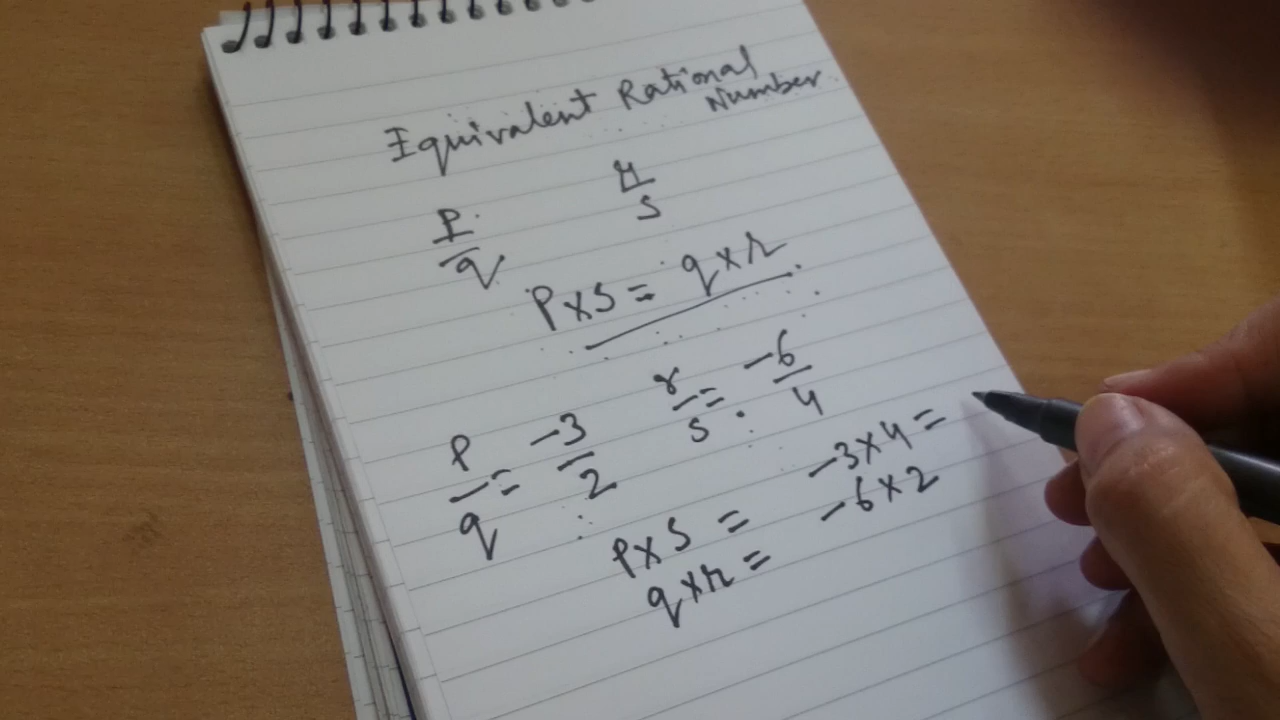 Equivalent Rational
Number
p/q r/s
P×S = q×r
p/q = -3/2 r/s = -6/4
P×S = -3×4 =
q×r = -6×2